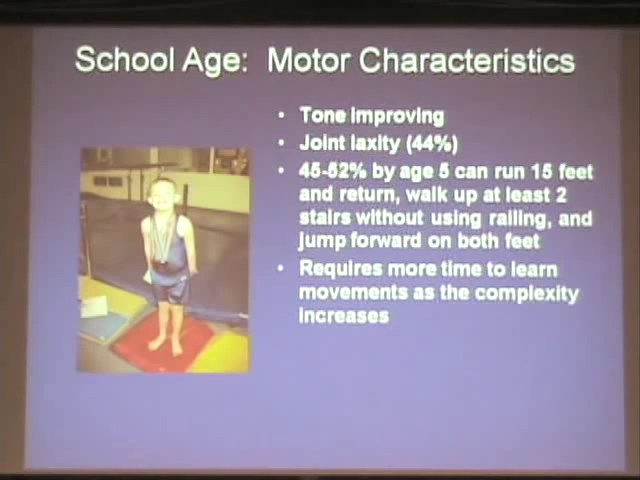 School Age: Motor Characteristics
• Tone improving
• Joint laxity (44%)
• 45-52% by age 5 can run 15 feet
and return, walk up at least 2
stairs without using railing, and
jump forward on both feet
• Requires more time to learn
movements as the complexity
increases